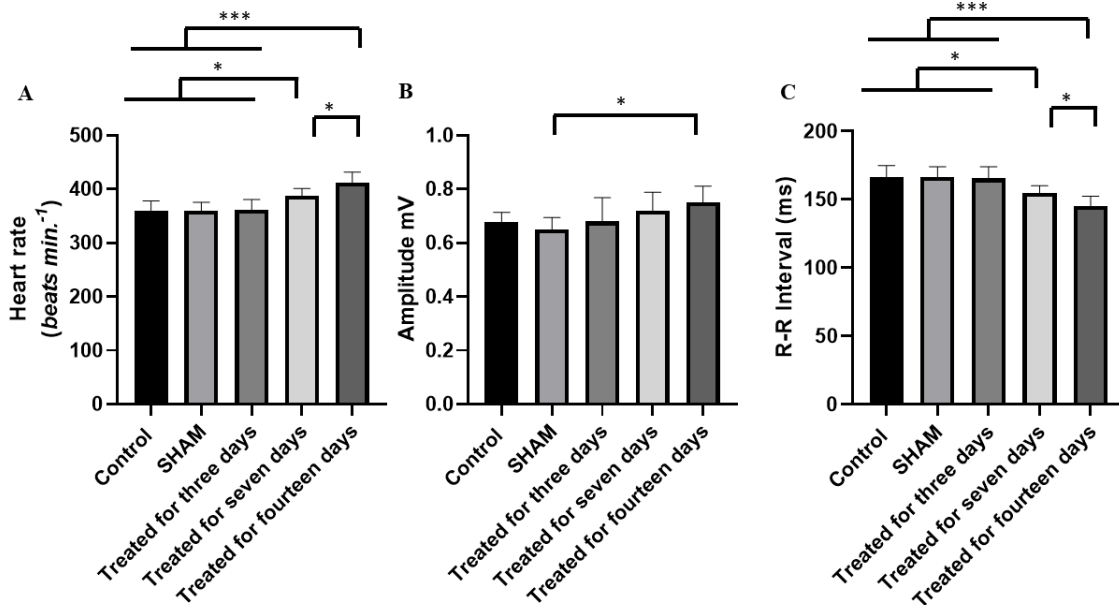 A
***
*
*
Heart rate
(beats min.-1)
500
400
300
200
100
0
Control
SHAM
Treated for three days
Treated for seven days
Treated for fourteen days
B
*
Amplitude mV
1.0
0.8
0.6
0.4
0.2
0.0
Control
SHAM
Treated for three days
Treated for seven days
Treated for fourteen days
C
***
*
*
R-R Interval (ms)
200
150
100
50
0
Control
SHAM
Treated for three days
Treated for seven days
Treated for fourteen days